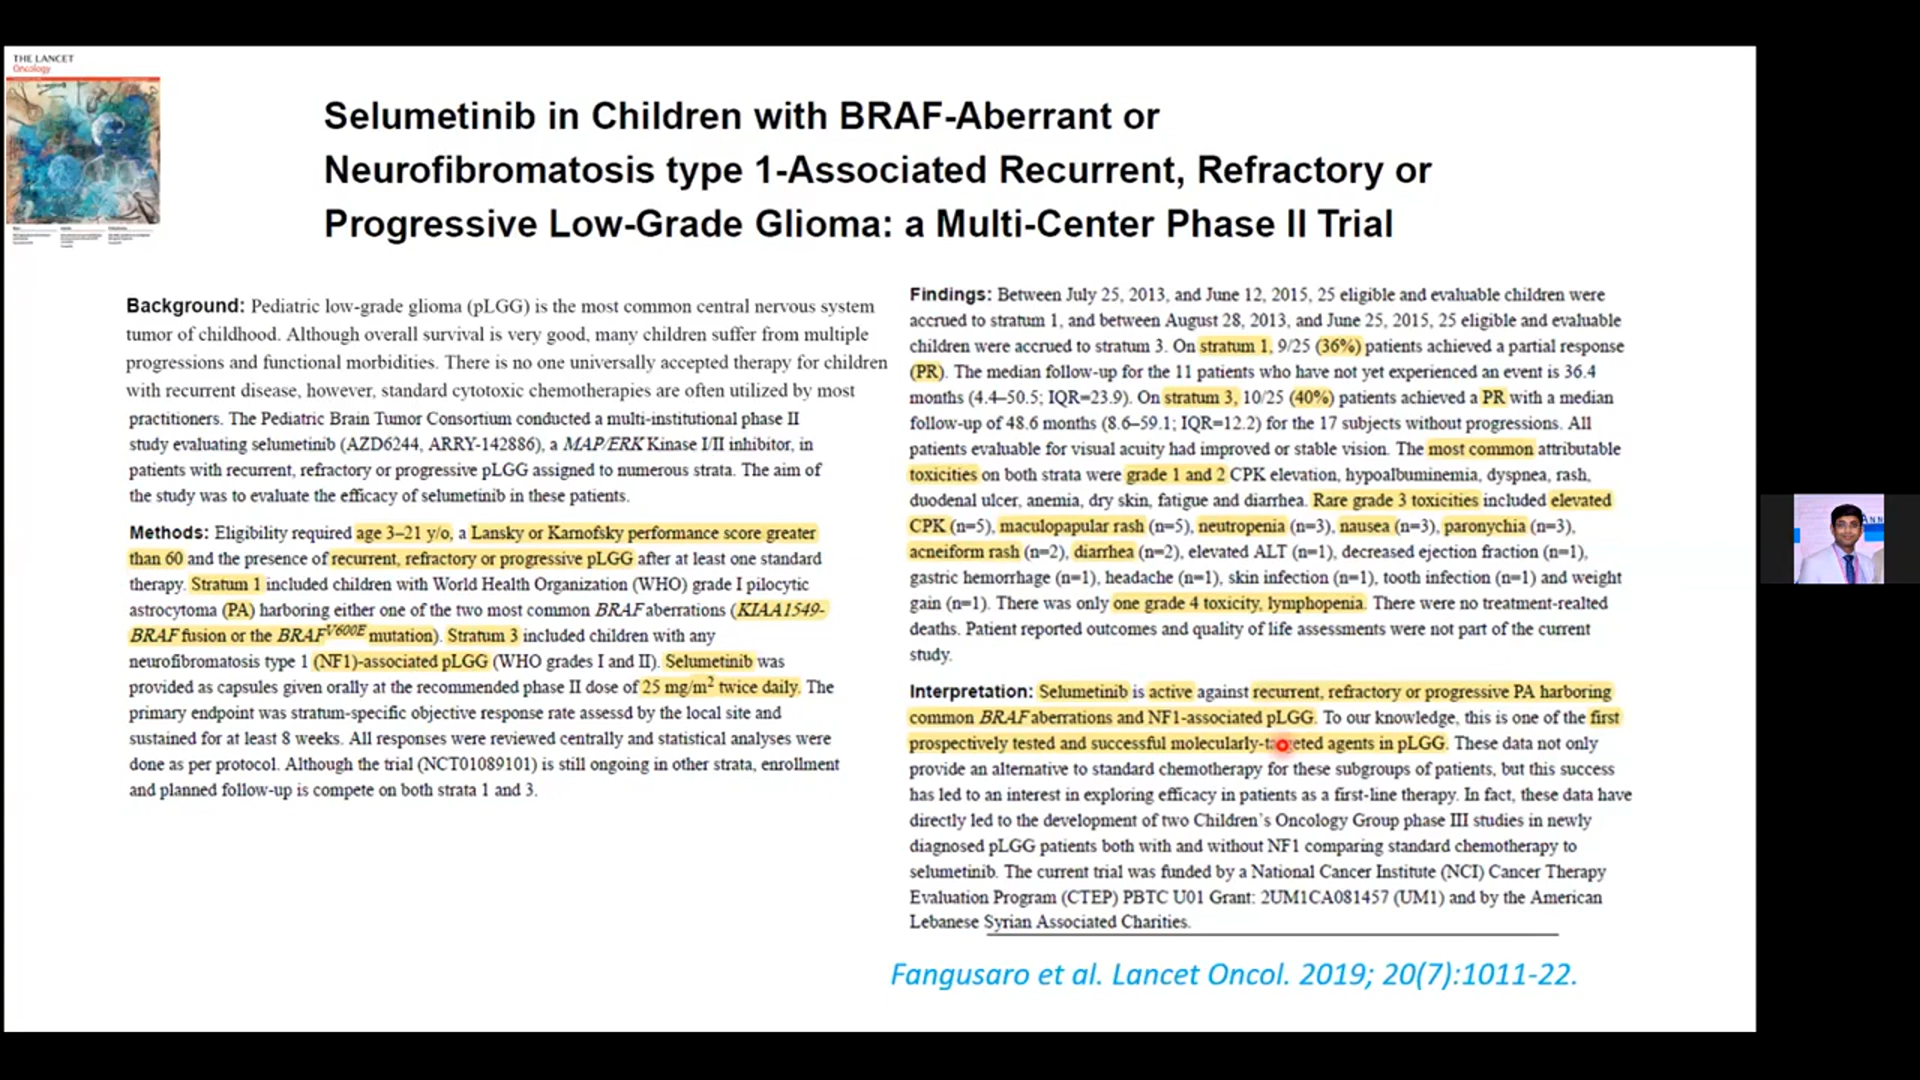 THE LANCET
Oncology
Selumetinib in Children with BRAF-Aberrant or
Neurofibromatosis type 1-Associated Recurrent, Refractory or
Progressive Low-Grade Glioma: a Multi-Center Phase II Trial
Background: Pediatric low-grade glioma (pLGG) is the most common central nervous system
tumor of childhood. Although overall survival is very good, many children suffer from multiple
progressions and functional morbidities. There is no one universally accepted therapy for children
with recurrent disease, however, standard cytotoxic chemotherapies are often utilized by most
practitioners. The Pediatric Brain Tumor Consortium conducted a multi-institutional phase II
study evaluating selumetinib (AZD6244, ARRY-142886), a MAP/ERK Kinase I/II inhibitor, in
patients with recurrent, refractory or progressive pLGG assigned to numerous strata. The aim of
the study was to evaluate the efficacy of selumetinib in these patients.
Methods: Eligibility required age 3–21 y/o, a Lansky or Karnofsky performance score greater
than 60 and the presence of recurrent, refractory or progressive pLGG after at least one standard
therapy. Stratum 1 included children with World Health Organization (WHO) grade I pilocytic
astrocytoma (PA) harboring either one of the two most common BRAF aberrations (KIAA1549-
BRAF fusion or the BRAFV600E mutation). Stratum 3 included children with any
neurofibromatosis type 1 (NF1)-associated pLGG (WHO grades I and II). Selumetinib was
provided as capsules given orally at the recommended phase II dose of 25 mg/m2 twice daily. The
primary endpoint was stratum-specific objective response rate assessd by the local site and
sustained for at least 8 weeks. All responses were reviewed centrally and statistical analyses were
done as per protocol. Although the trial (NCT01089101) is still ongoing in other strata, enrollment
and planned follow-up is compete on both strata 1 and 3.
Findings: Between July 25, 2013, and June 12, 2015, 25 eligible and evaluable children were
accrued to stratum 1, and between August 28, 2013, and June 25, 2015, 25 eligible and evaluable
children were accrued to stratum 3. On stratum 1, 9/25 (36%) patients achieved a partial response
(PR). The median follow-up for the 11 patients who have not yet experienced an event is 36.4
months (4.4–50.5; IQR=23.9). On stratum 3, 10/25 (40%) patients achieved a PR with a median
follow-up of 48.6 months (8.6–59.1; IQR=12.2) for the 17 subjects without progressions. All
patients evaluable for visual acuity had improved or stable vision. The most common attributable
toxicities on both strata were grade 1 and 2 CPK elevation, hypoalbuminemia, dyspnea, rash,
duodenal ulcer, anemia, dry skin, fatigue and diarrhea. Rare grade 3 toxicities included elevated
CPK (n=5), maculopapular rash (n=5), neutropenia (n=3), nausea (n=3), paronychia (n=3),
acneiform rash (n=2), diarrhea (n=2), elevated ALT (n=1), decreased ejection fraction (n=1),
gastric hemorrhage (n=1), headache (n=1), skin infection (n=1), tooth infection (n=1) and weight
gain (n=1). There was only one grade 4 toxicity, lymphopenia. There were no treatment-realted
deaths. Patient reported outcomes and quality of life assessments were not part of the current
study.
Interpretation: Selumetinib is active against recurrent, refractory or progressive PA harboring
common BRAF aberrations and NF1-associated pLGG. To our knowledge, this is one of the first
prospectively tested and successful molecularly-targeted agents in pLGG. These data not only
provide an alternative to standard chemotherapy for these subgroups of patients, but this success
has led to an interest in exploring efficacy in patients as a first-line therapy. In fact, these data have
directly led to the development of two Children's Oncology Group phase III studies in newly
diagnosed pLGG patients both with and without NF1 comparing standard chemotherapy to
selumetinib. The current trial was funded by a National Cancer Institute (NCI) Cancer Therapy
Evaluation Program (CTEP) PBTC U01 Grant: 2UM1CA081457 (UM1) and by the American
Lebanese Syrian Associated Charities.
Fangusaro et al. Lancet Oncol. 2019; 20(7):1011-22.